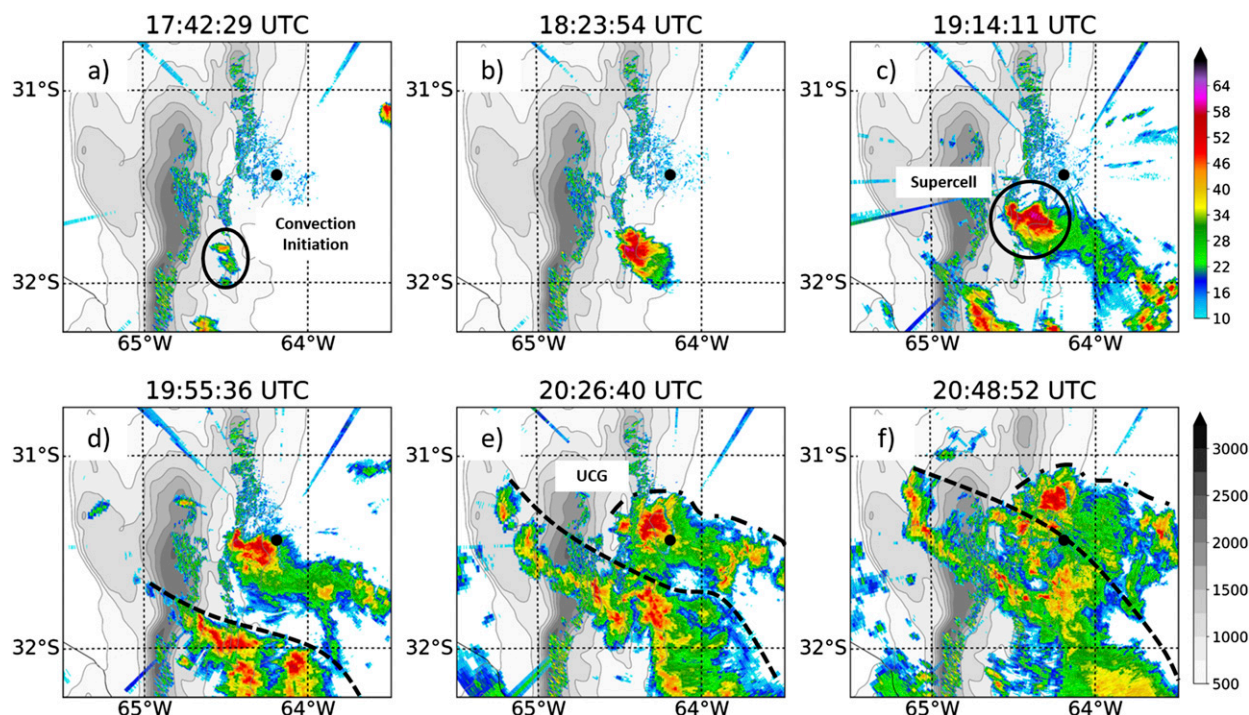 17:42:29 UTC
18:23:54 UTC
19:14:11 UTC
a)
b)
c)
31°S
31°S
31°S
64
58
52
46
40
34
28
22
16
10
Supercell
Convection
Initiation
32°S
32°S
32°S
65°W
64°W
65°W
64°W
65°W
64°W
19:55:36 UTC
20:26:40 UTC
20:48:52 UTC
d)
e)
f)
31°S
31°S
31°S
UCG
3000
2500
2000
1500
1000
500
32°S
32°S
32°S
65°W
64°W
65°W
64°W
65°W
64°W